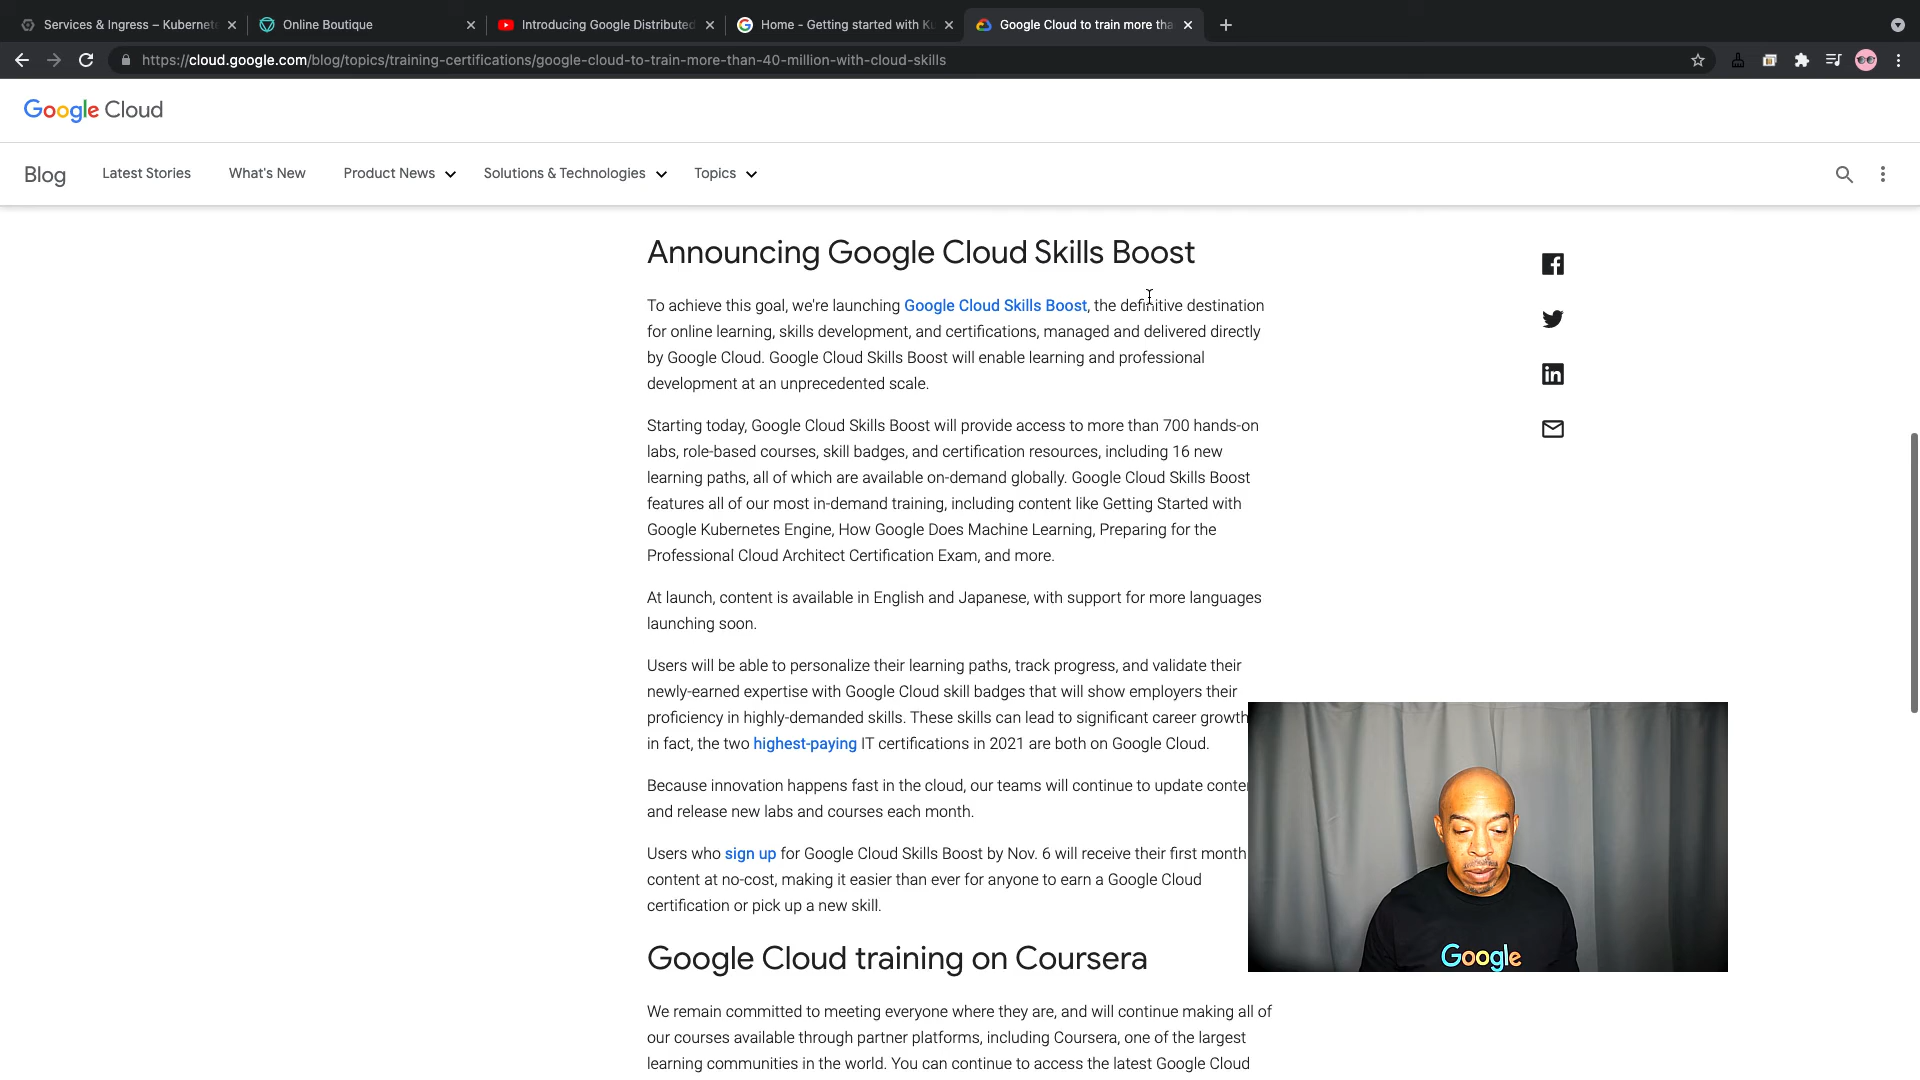 Services & Ingress – Kuberne
Online Boutique
Introducing Google Distributed
Home - Getting started with Ku
Google Cloud to train more tha
https://cloud.google.com/blog/topics/training-certifications/google-cloud-to-train-more-than-40-million-with-cloud-skills
Google Cloud
Blog
Latest Stories
What's New
Product News
Solutions & Technologies
Topics
Announcing Google Cloud Skills Boost
To achieve this goal, we're launching Google Cloud Skills Boost, the definitive destination
for online learning, skills development, and certifications, managed and delivered directly
by Google Cloud. Google Cloud Skills Boost will enable learning and professional
development at an unprecedented scale.
Starting today, Google Cloud Skills Boost will provide access to more than 700 hands-on
labs, role-based courses, skill badges, and certification resources, including 16 new
learning paths, all of which are available on-demand globally. Google Cloud Skills Boost
features all of our most in-demand training, including content like Getting Started with
Google Kubernetes Engine, How Google Does Machine Learning, Preparing for the
Professional Cloud Architect Certification Exam, and more.
At launch, content is available in English and Japanese, with support for more languages
launching soon.
Users will be able to personalize their learning paths, track progress, and validate their
newly-earned expertise with Google Cloud skill badges that will show employers their
proficiency in highly-demanded skills. These skills can lead to significant career growth
in fact, the two highest-paying IT certifications in 2021 are both on Google Cloud.
Because innovation happens fast in the cloud, our teams will continue to update conte
and release new labs and courses each month.
Users who sign up for Google Cloud Skills Boost by Nov. 6 will receive their first month
content at no-cost, making it easier than ever for anyone to earn a Google Cloud
certification or pick up a new skill.
Google
Google Cloud training on Coursera
We remain committed to meeting everyone where they are, and will continue making all of
our courses available through partner platforms, including Coursera, one of the largest
learning communities in the world. You can continue to access the latest Google Cloud